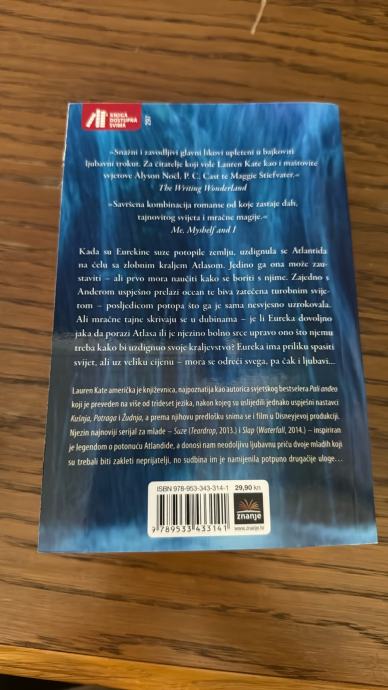 KNJIGA
DOSTUPNA
SVIMA
297
»Snažni i zavodljivi glavni likovi upleteni u bajkoviti
ljubavni trokut. Za čitatelje koji vole Lauren Kate kao i maštovite
svjetove Alyson Noël, P. C. Cast te Maggie Stiefvater.«
The Writing Wonderland
»Savršena kombinacija romanse od koje zastaje dah,
tajnovitog svijeta i mračne magije.«
Me, Myshelf and I
Kada su Eurekine suze potopile zemlju, uzdignula se Atlantida
na čelu sa zlobnim kraljem Atlasom. Jedino ga ona može zau-
staviti – ali prvo mora naučiti kako se boriti s njime. Zajedno s
Anderom uspješno prelazi ocean te biva zatečena turobnim svije-
tom – posljedicom potopa što ga je sama nesvjesno uzrokovala.
Ali mračne tajne skrivaju se u dubinama – je li Eureka dovoljno
jaka da porazi Atlasa ili je njezino bolno srce upravo ono što njemu
treba kako bi uzdignuo svoje kraljevstvo? Eureka ima priliku spasiti
svijet, ali uz veliku cijenu – mora se odreći svega, pa čak i ljubavi...
Lauren Kate američka je književnica, najpoznatija kao autorica svjetskog bestselera Pali anđeo
koji je preveden na više od trideset jezika, nakon kojeg su uslijedili jednako uspješni nastavci
Kušnja, Potraga i Žudnja, a prema njihovu predlošku snima se i film u Disneyjevoj produkciji.
Njezin najnoviji serijal za mlade – Suze (Teardrop, 2013.) i Slap (Waterfall, 2014.) – inspiriran
je legendom o potonuću Atlantide, a donosi nam neodoljivu ljubavnu priču dvoje mladih koji
su trebali biti zakleti neprijatelji, no sudbina im je namijenila potpuno drugačije uloge…
ISBN 978-953-343-314-1
29,90 kn
9 789533 433141
znanje
www.znanje.hr